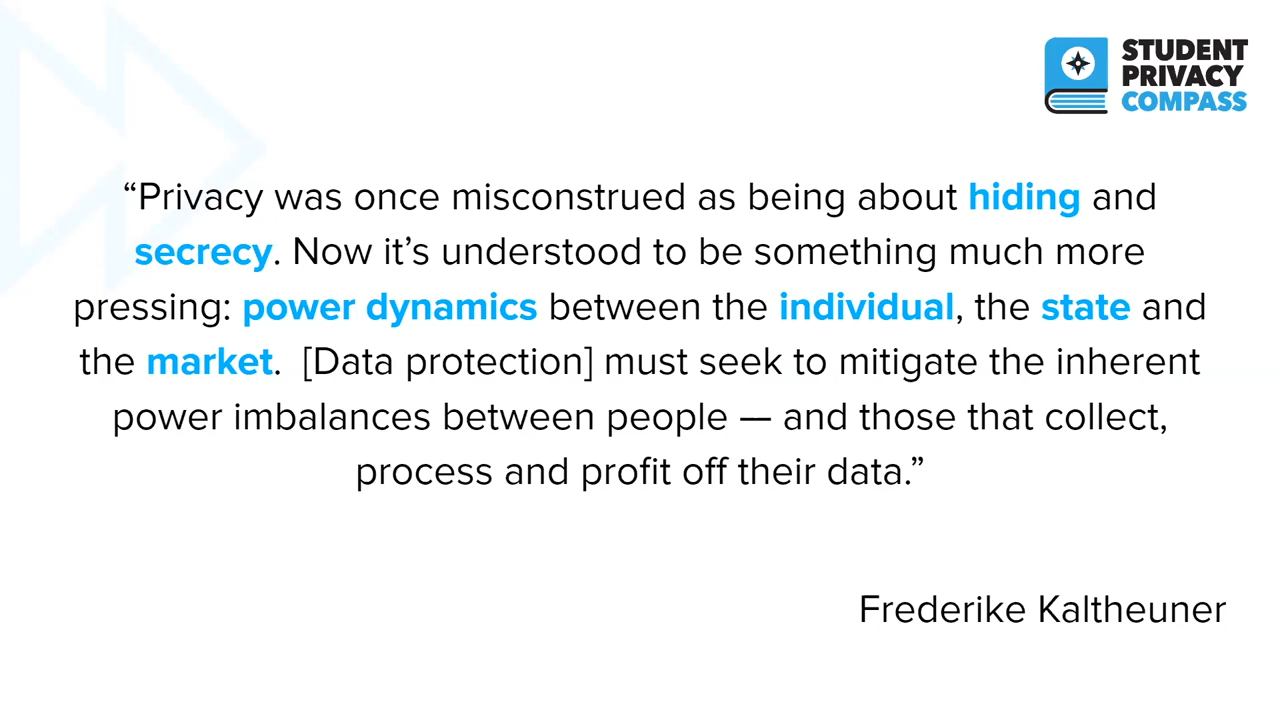 STUDENT
PRIVACY
COMPASS
“Privacy was once misconstrued as being about hiding and
secrecy. Now it’s understood to be something much more
pressing: power dynamics between the individual, the state and
the market.  [Data protection] must seek to mitigate the inherent
power imbalances between people — and those that collect,
process and profit off their data.”
Frederike Kaltheuner